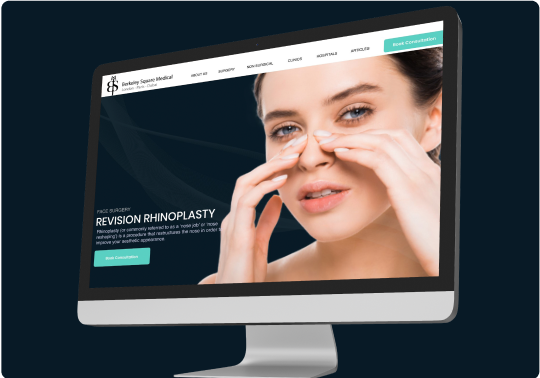 Berkeley Square Medical
London · Paris · Dubai
ABOUT US
SURGERY
NON SURGICAL
CLINICS
HOSPITALS
ARTICLES
Book Consultation
FACE SURGERY
REVISION RHINOPLASTY
Rhinoplasty (or commonly referred to as a 'nose job' or 'nose
reshaping') is a procedure that restructures the nose in order to
improve your aesthetic appearance.
Book Consultation